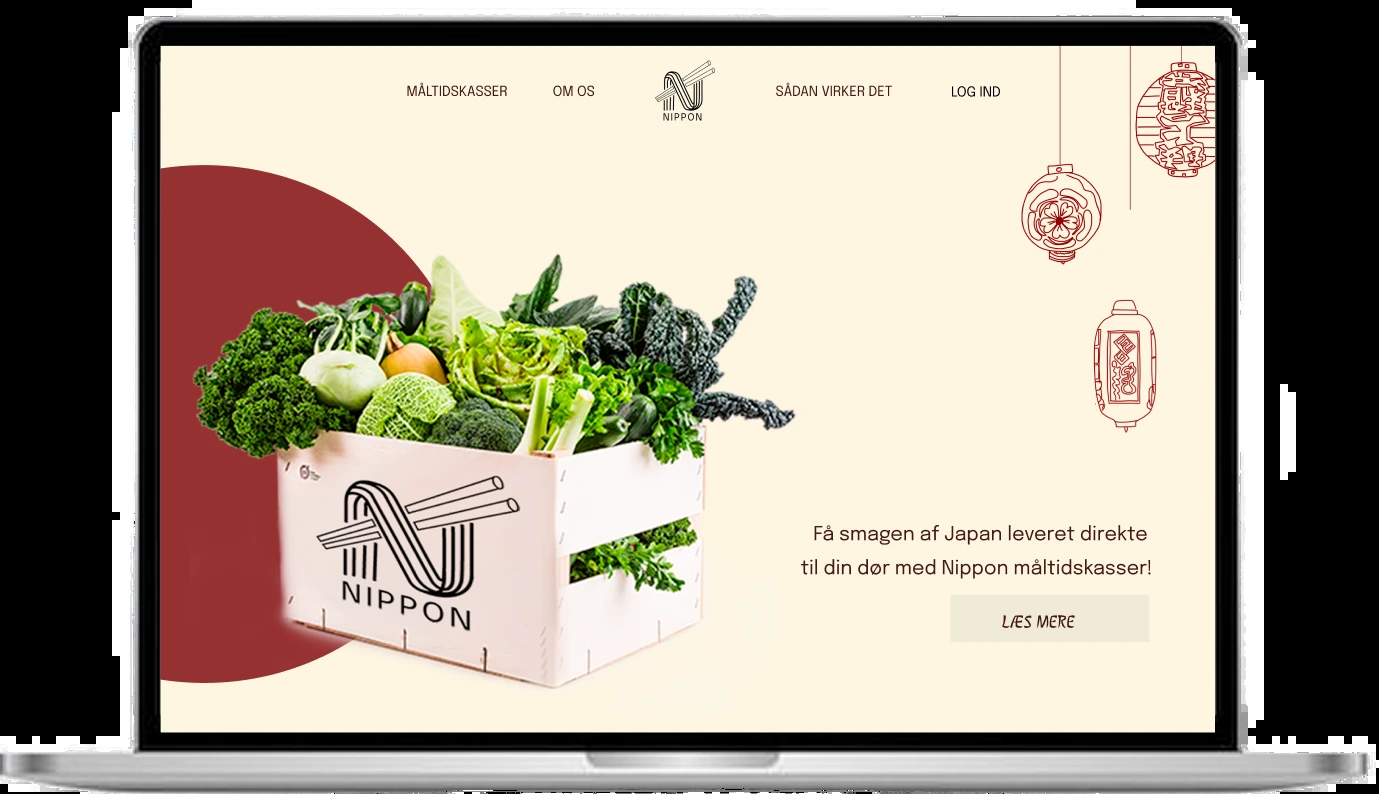 MÅLTIDSKASSER
OM OS
NIPPON
SÅDAN VIRKER DET
LOG IND
NIPPON
Få smagen af Japan leveret direkte
til din dør med Nippon måltidskasser!
LÆS MERE